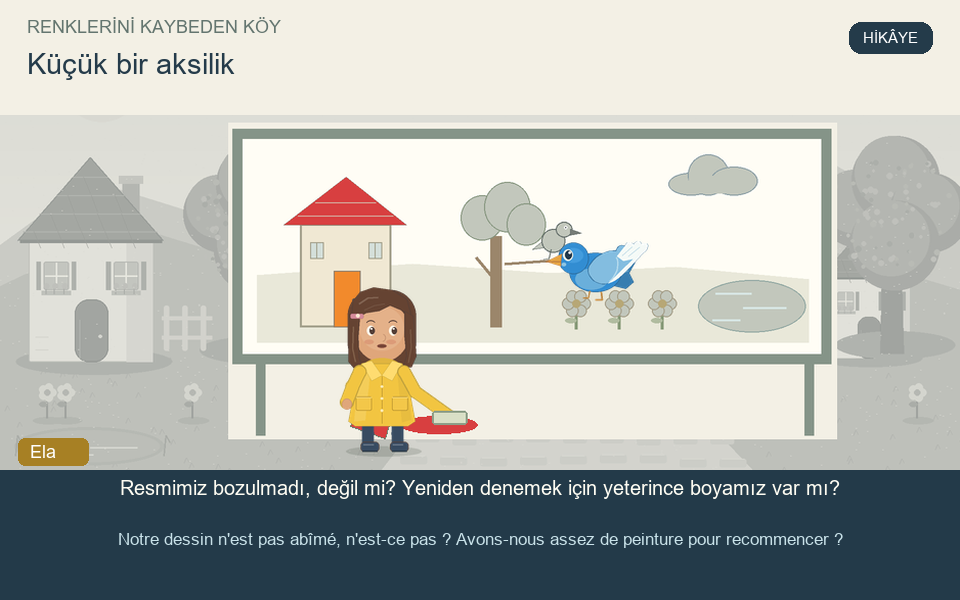 RENKLERİNİ KAYBEDEN KÖY
HİKÂYE
Küçük bir aksilik
Ela
Resmimiz bozulmadı, değil mi? Yeniden denemek için yeterince boyamız var mı?
Notre dessin n'est pas abîmé, n'est-ce pas ? Avons-nous assez de peinture pour recommencer ?